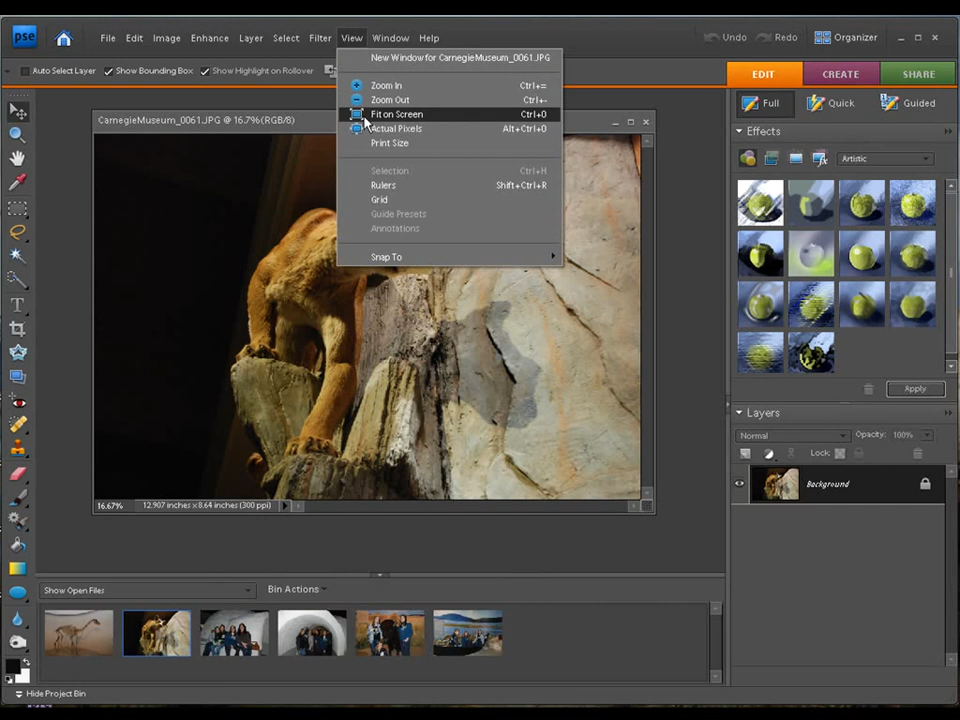 pse File Edit Image Enhance Layer Select Filter View Window Help Undo Redo Organizer
Auto Select Layer Show Bounding Box Show Highlight on Rollover
EDIT CREATE SHARE
New Window for CarnegieMuseum_0061.JPG
Zoom In Ctrl+=
Zoom Out Ctrl+-
Fit on Screen Ctrl+0
Actual Pixels Alt+Ctrl+0
Print Size
Selection Ctrl+H
Rulers Shift+Ctrl+R
Grid
Guide Presets
Annotations
Snap To
Full Quick Guided
CarnegieMuseum_0061.JPG @ 16.7%(RGB/8)
Effects
Artistic
Apply
Layers
Normal Opacity: 100%
Lock:
Background
16.67% 12.907 inches x 8.64 inches (300 ppi)
Show Open Files Bin Actions
Hide Project Bin